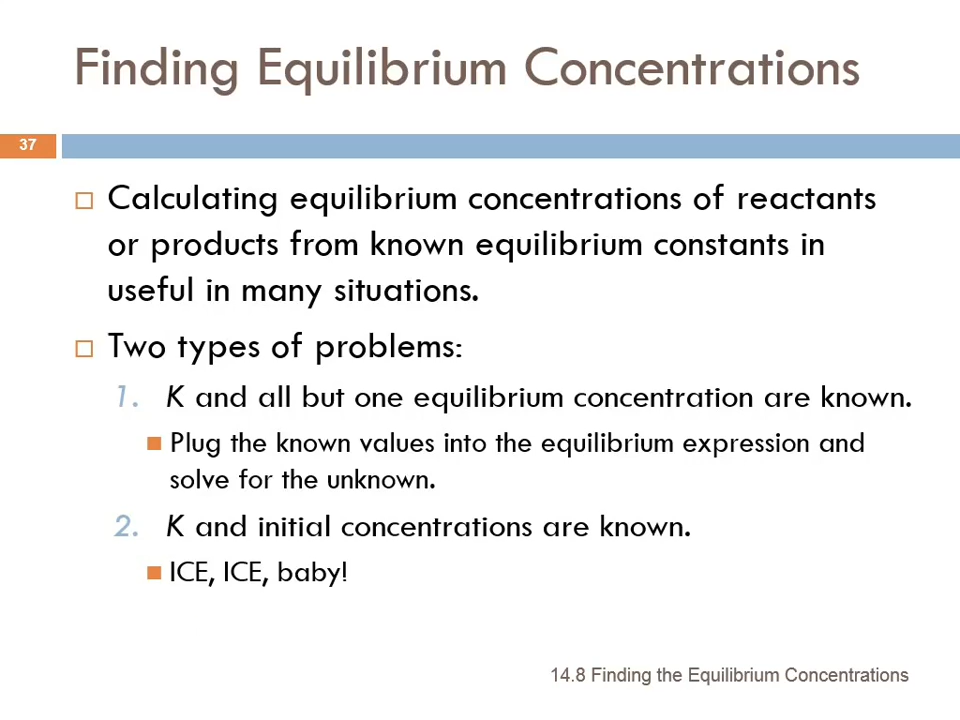 Finding Equilibrium Concentrations
37
Calculating equilibrium concentrations of reactants
or products from known equilibrium constants in
useful in many situations.
Two types of problems:
1. K and all but one equilibrium concentration are known.
Plug the known values into the equilibrium expression and
solve for the unknown.
2. K and initial concentrations are known.
ICE, ICE, baby!
14.8 Finding the Equilibrium Concentrations